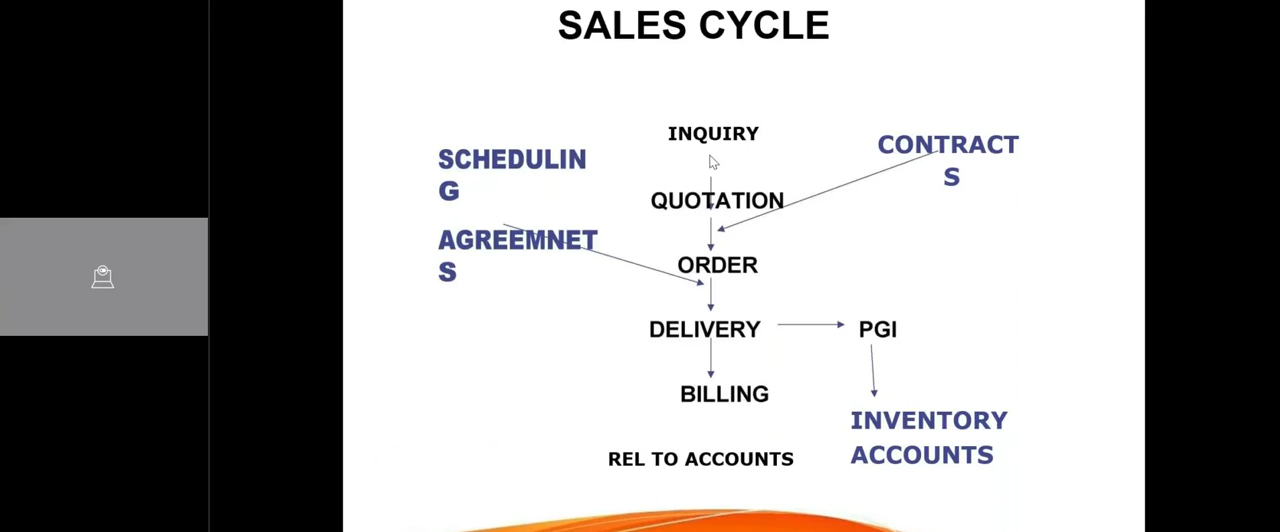 SALES CYCLE
INQUIRY
SCHEDULIN
G
AGREEMNET
S
CONTRACT
S
QUOTATION
ORDER
DELIVERY
PGI
BILLING
INVENTORY
ACCOUNTS
REL TO ACCOUNTS